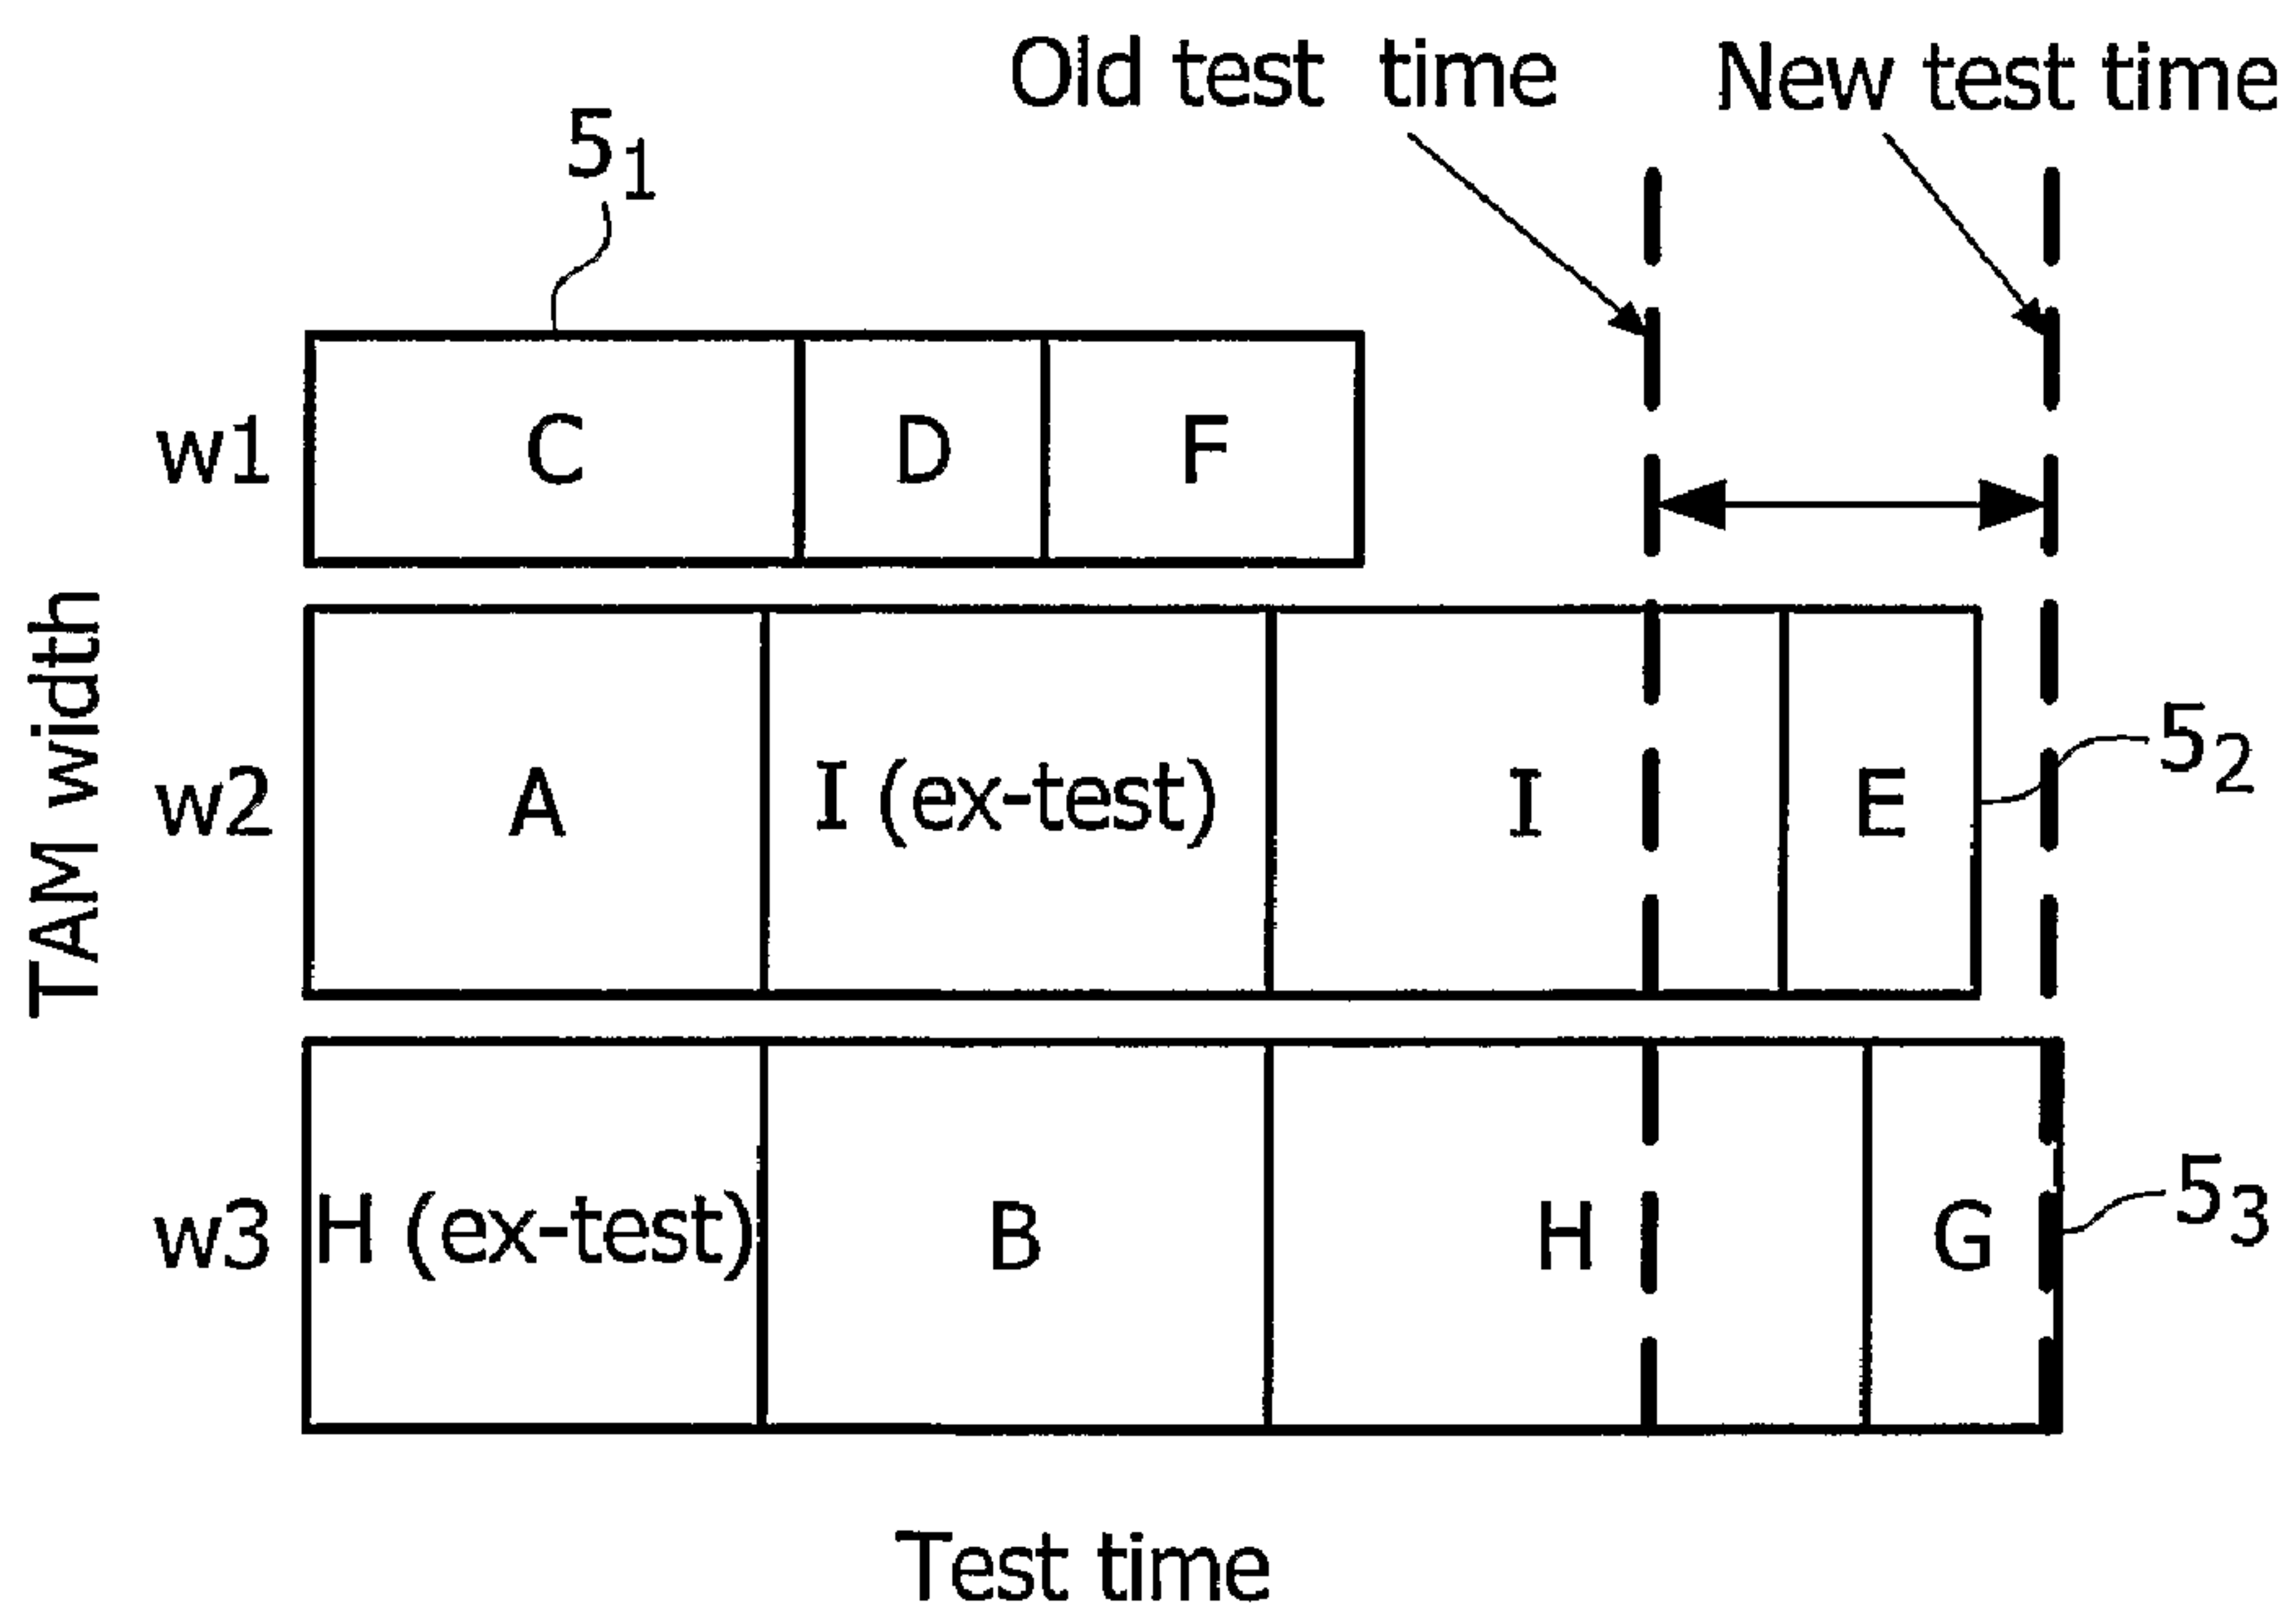 Old test time
New test time
5₁
w1
C
D
F
TAM width
w2
A
I (ex-test)
I
E
5₂
w3
H (ex-test)
B
H
G
5₃
Test time